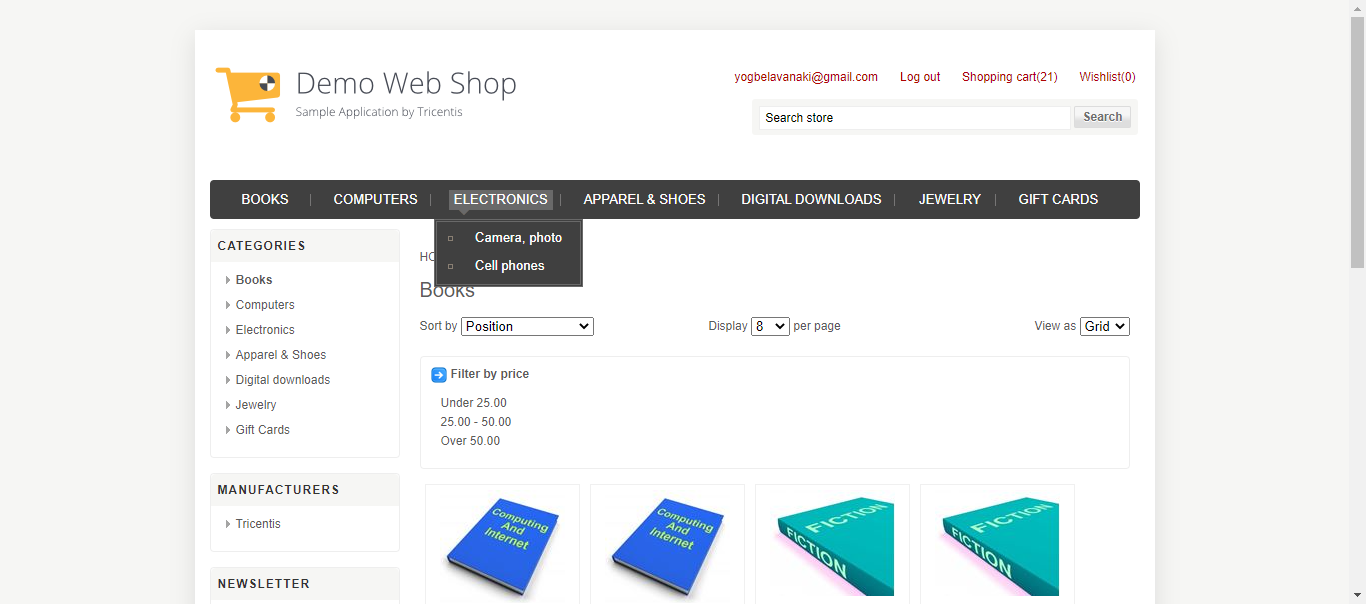 Demo Web Shop
Sample Application by Tricentis
yogbelavanaki@gmail.com Log out Shopping cart(21) Wishlist(0)
Search store Search
BOOKS COMPUTERS ELECTRONICS APPAREL & SHOES DIGITAL DOWNLOADS JEWELRY GIFT CARDS
Camera, photo
Cell phones
CATEGORIES
Books
Computers
Electronics
Apparel & Shoes
Digital downloads
Jewelry
Gift Cards
MANUFACTURERS
Tricentis
NEWSLETTER
Books
Sort by Position Display 8 per page View as Grid
Filter by price
Under 25.00
25.00 - 50.00
Over 50.00
Computing
And
Internet
Computing
And
Internet
FICTION
FICTION
FICTION
FICTION